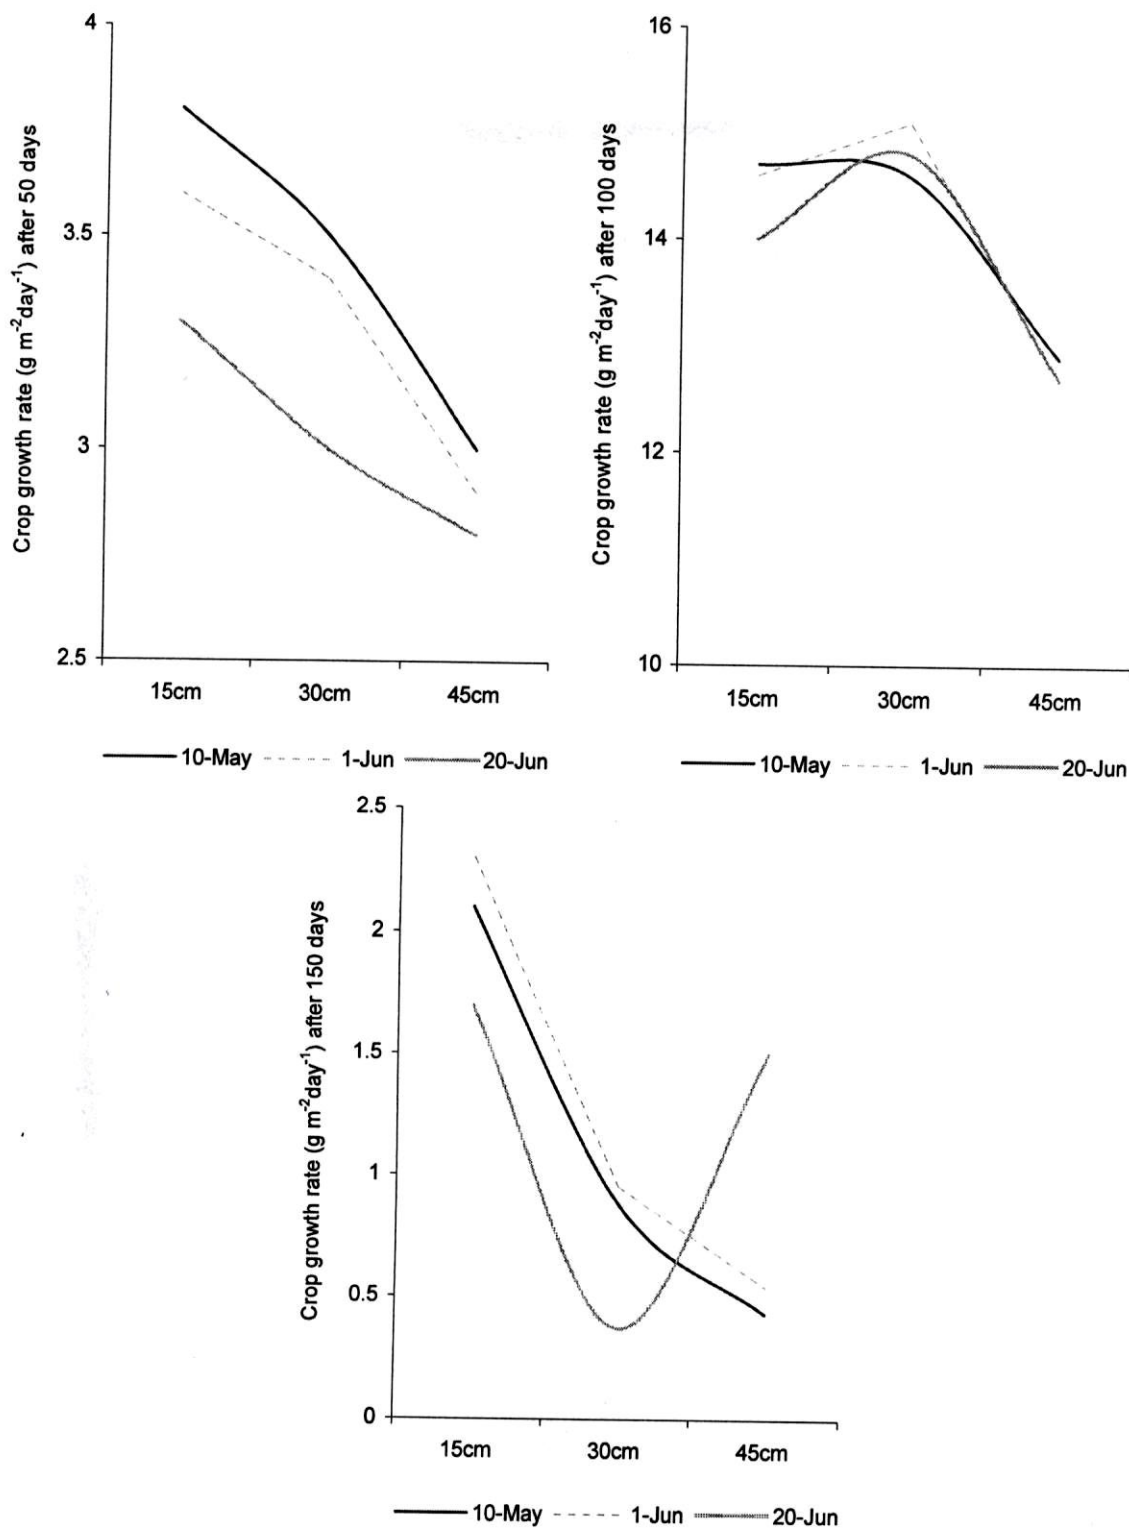 Crop growth rate (g m⁻²day⁻¹) after 50 days
4
3.5
3
2.5
15cm 30cm 45cm
10-May 1-Jun 20-Jun
Crop growth rate (g m⁻²day⁻¹) after 100 days
16
14
12
10
15cm 30cm 45cm
10-May 1-Jun 20-Jun
Crop growth rate (g m⁻²day⁻¹) after 150 days
2.5
2
1.5
1
0.5
0
15cm 30cm 45cm
10-May 1-Jun 20-Jun